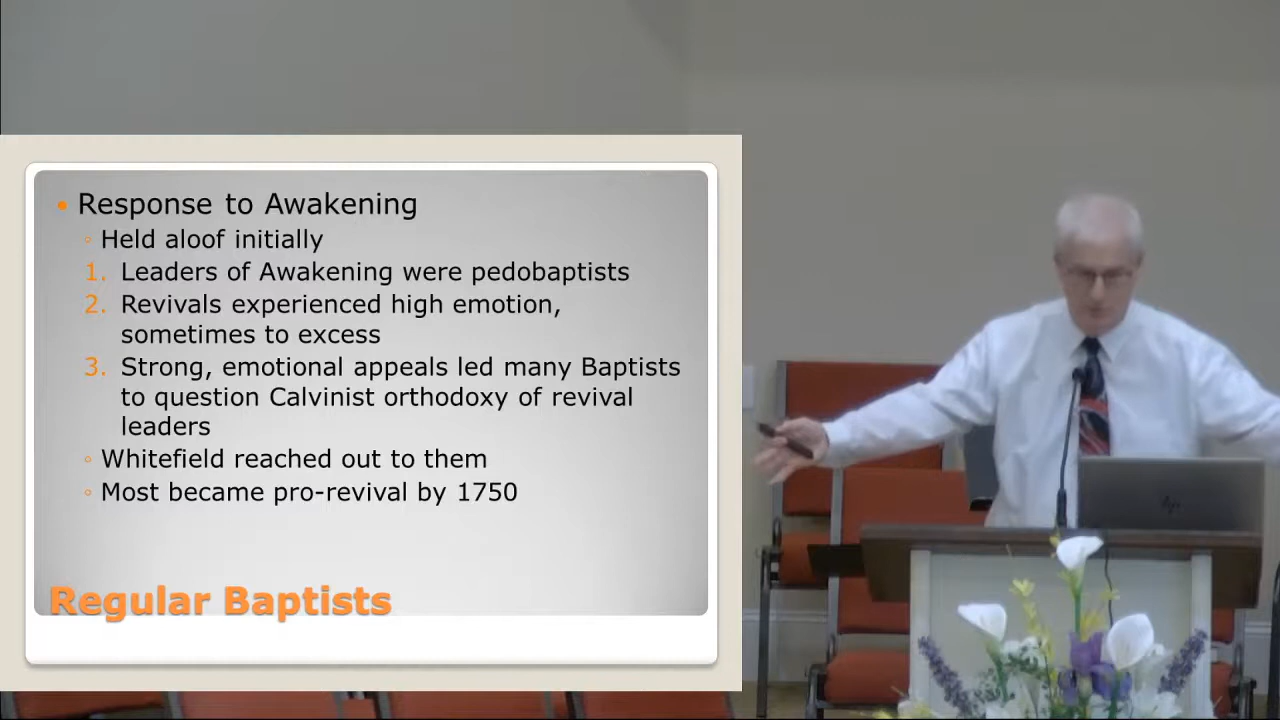 Response to Awakening
Held aloof initially
1. Leaders of Awakening were pedobaptists
2. Revivals experienced high emotion,
sometimes to excess
3. Strong, emotional appeals led many Baptists
to question Calvinist orthodoxy of revival
leaders
Whitefield reached out to them
Most became pro-revival by 1750
Regular Baptists
hp